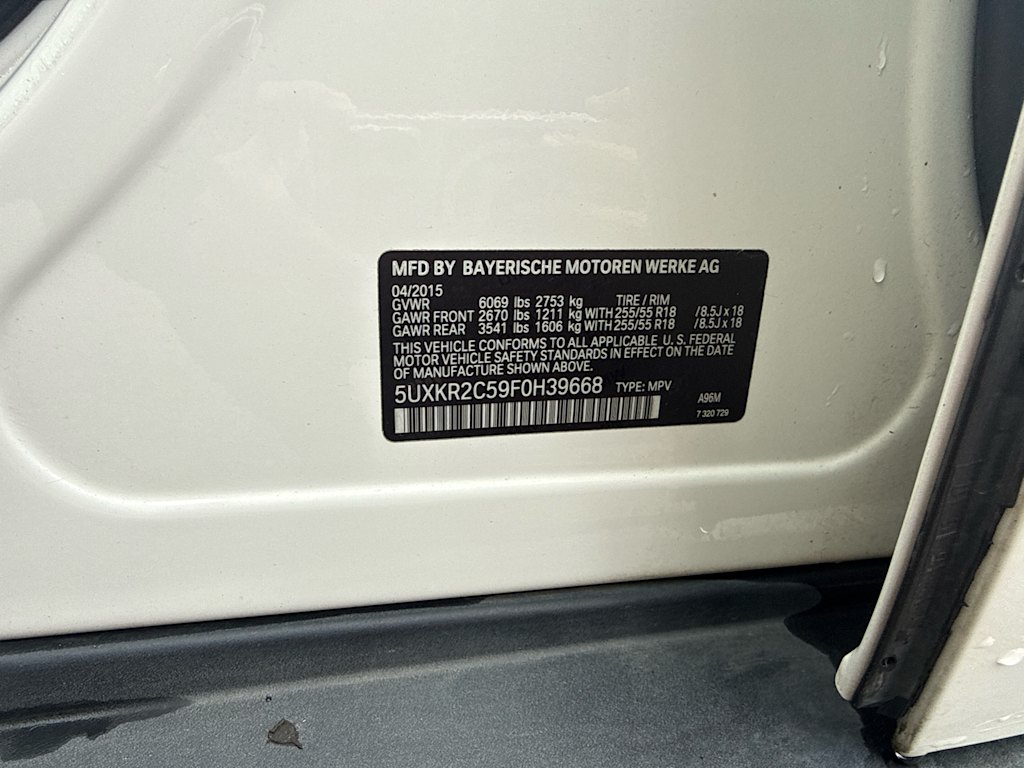 MFD BY BAYERISCHE MOTOREN WERKE AG
04/2015
GVWR 6069 lbs 2753 kg TIRE / RIM
GAWR FRONT 2670 lbs 1211 kg WITH 255/55 R18 / 8.5J x 18
GAWR REAR 3541 lbs 1606 kg WITH 255/55 R18 / 8.5J x 18
THIS VEHICLE CONFORMS TO ALL APPLICABLE U. S. FEDERAL
MOTOR VEHICLE SAFETY STANDARDS IN EFFECT ON THE DATE
OF MANUFACTURE SHOWN ABOVE.
5UXKR2C59F0H39668 TYPE: MPV
A96M
7 320 729